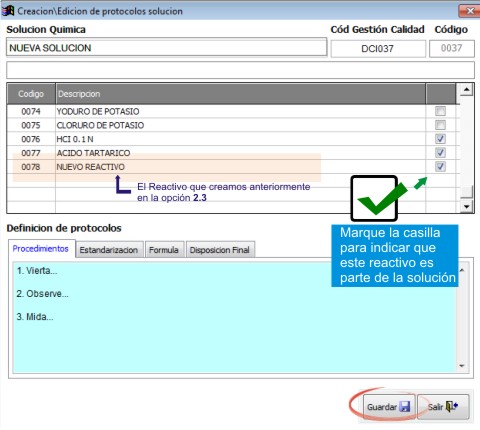 Creacion\Edicion de protocolos solucion
Solucion Quimica Cód Gestión Calidad Código
NUEVA SOLUCION DCI037 0037
Codigo Descripcion
0074 YODURO DE POTASIO
0075 CLORURO DE POTASIO
0076 HCI 0.1 N
0077 ACIDO TARTARICO
0078 NUEVO REACTIVO
El Reactivo que creamos anteriormente
en la opción 2.3
Marque la casilla
para indicar que
este reactivo es
parte de la solución
Definicion de protocolos
Procedimientos Estandarizacion Formula Disposicion Final
1. Vierta...
2. Observe...
3. Mida...
Guardar Salir